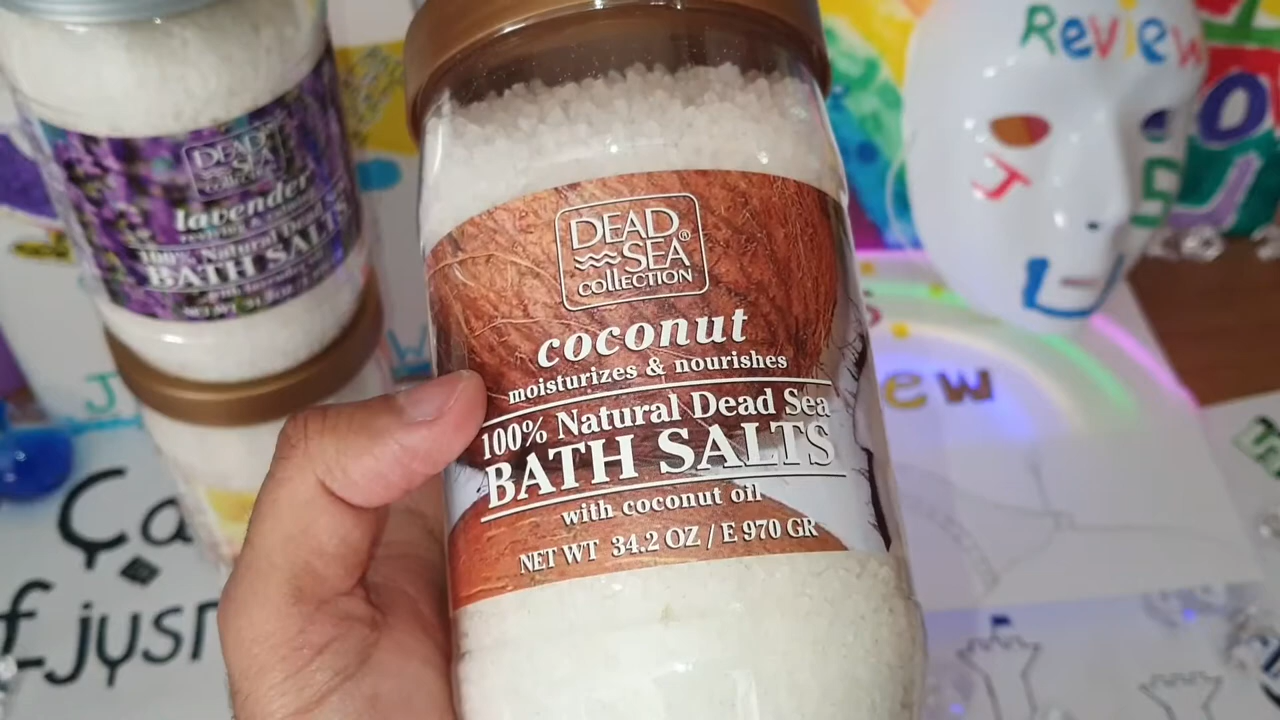 DEAD
SEA®
COLLECTION
coconut
moisturizes & nourishes
100% Natural Dead Sea
BATH SALTS
with coconut oil
NET WT 34.2 OZ / E 970 GR
DEAD
SEA
COLLECTION
lavender
100% Natural Dead
BATH SALTS
Review
J
D
J
ew
Ça
f jusr